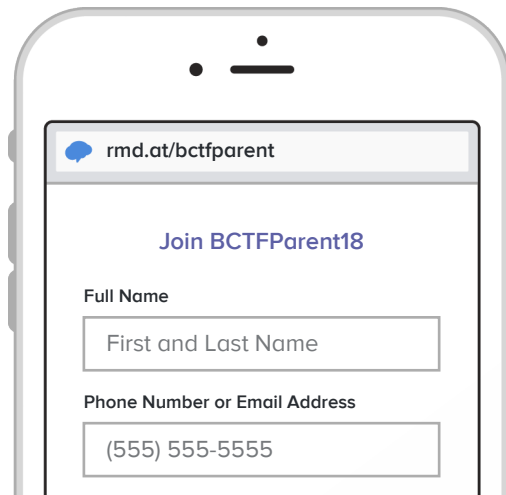 rmd.at/bctfparent
Join BCTFParent18
Full Name
First and Last Name
Phone Number or Email Address
(555) 555-5555